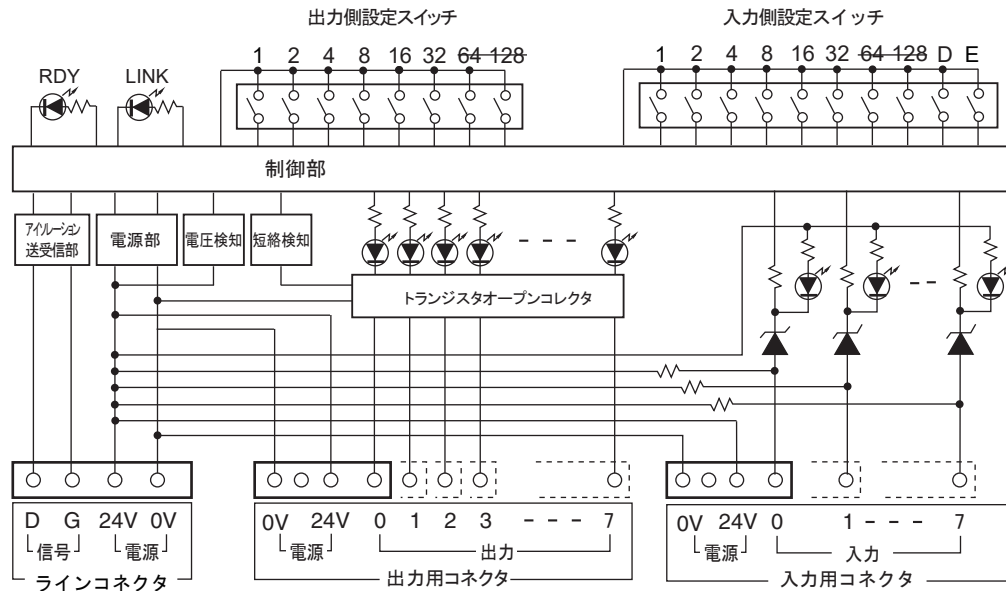 出力側設定スイッチ
入力側設定スイッチ
1 2 4 8 16 32 64 128
1 2 4 8 16 32 64 128 D E
RDY LINK
制御部
アイソレーション
送受信部
電源部
電圧検知
短絡検知
トランジスタオープンコレクタ
D G 24V 0V
信号 電源
ラインコネクタ
0V 24V 0 1 2 3 --- 7
電源 出力
出力用コネクタ
0V 24V 0 1 --- 7
電源 入力
入力用コネクタ